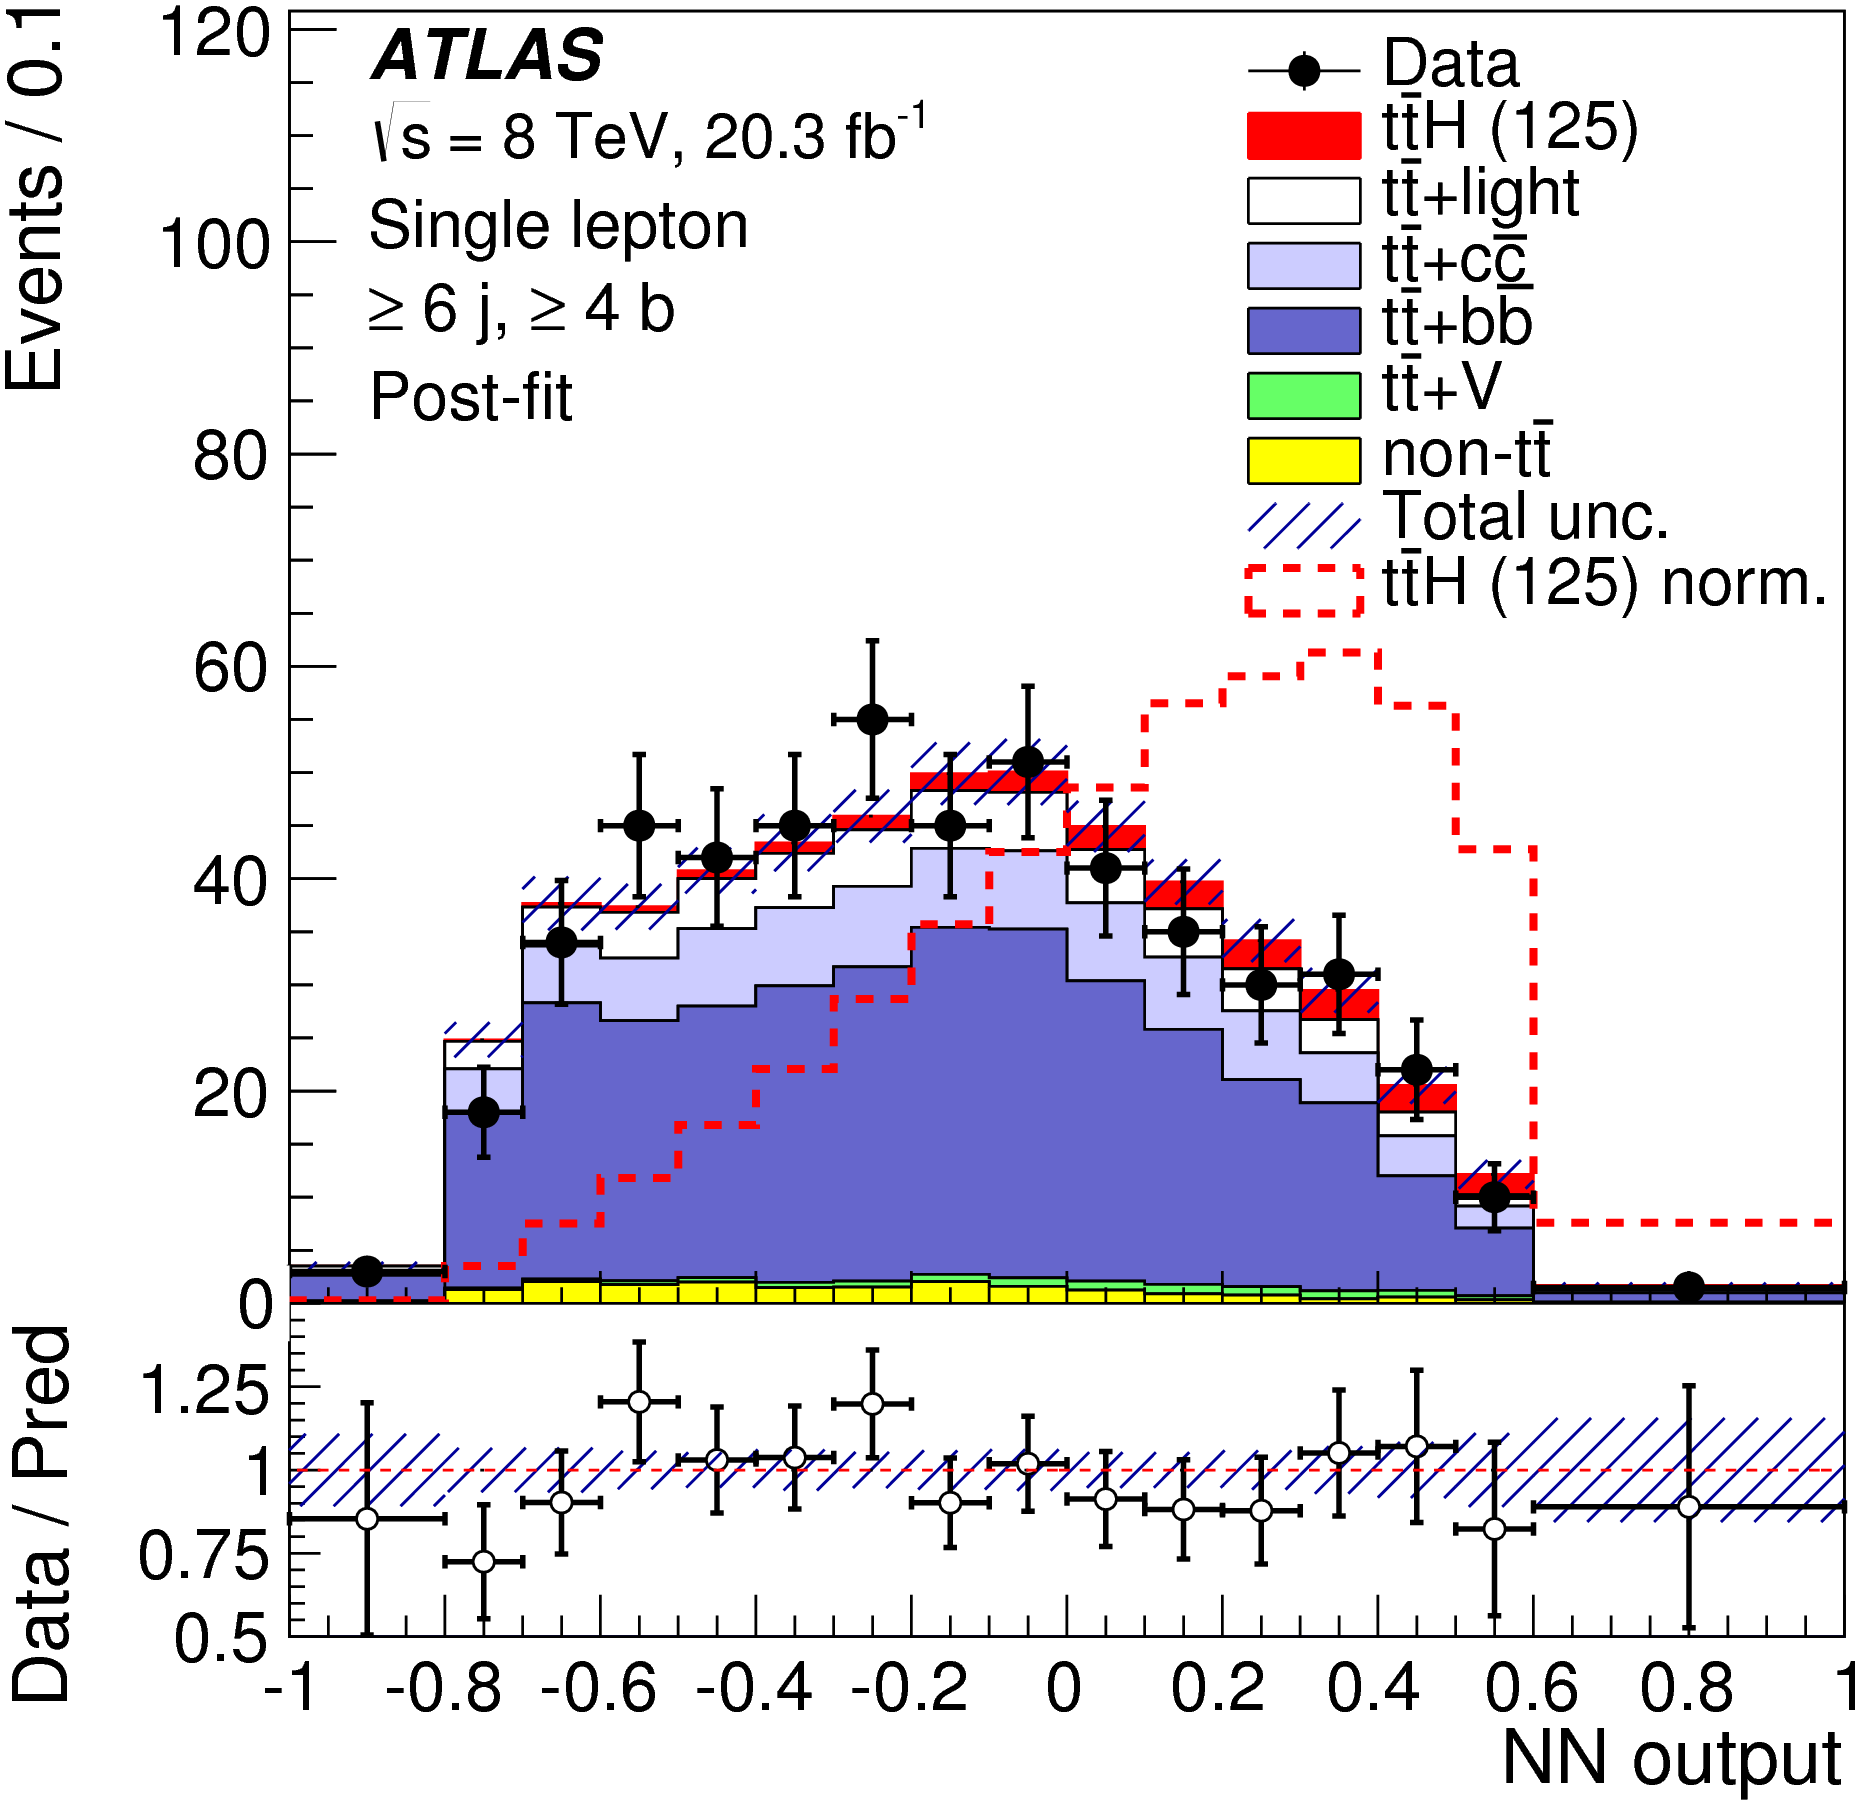 Events / 0.1
120
100
80
60
40
20
0
ATLAS
√s = 8 TeV, 20.3 fb⁻¹
Single lepton
≥ 6 j, ≥ 4 b
Post-fit
Data
tt̄H (125)
tt̄+light
tt̄+cc̄
tt̄+bb̄
tt̄+V
non-tt̄
Total unc.
tt̄H (125) norm.
Data / Pred
1.25
1
0.75
0.5
-1 -0.8 -0.6 -0.4 -0.2 0 0.2 0.4 0.6 0.8 1
NN output